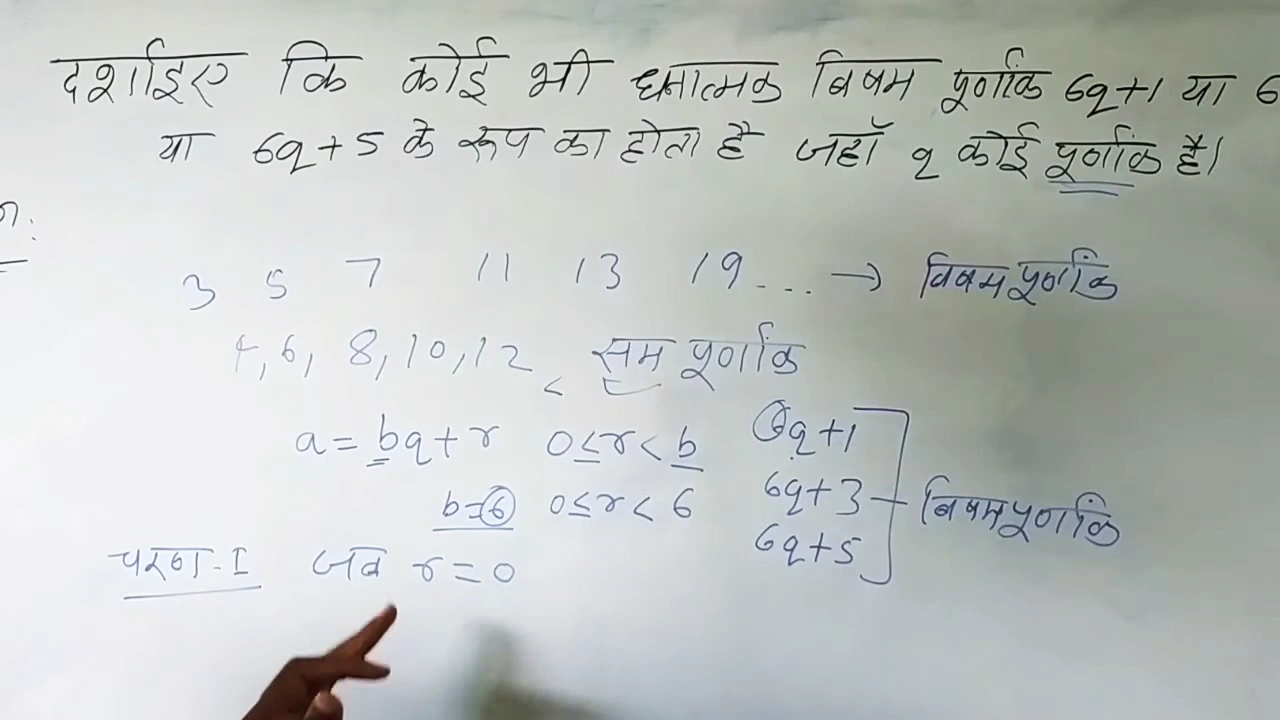 दर्शाइए कि कोई भी धनात्मक विषम पूर्णांक 6q+1 या 6
या 6q+5 के रूप का होता है जहाँ q कोई पूर्णांक है।
3 5 7 11 13 19... → विषम पूर्णांक
4, 6, 8, 10, 12 < सम पूर्णांक
a = bq + r 0≤r<b 6q+1
b=6 0≤r<6 6q+3 विषम पूर्णांक
6q+5
चरण-I जब r=0